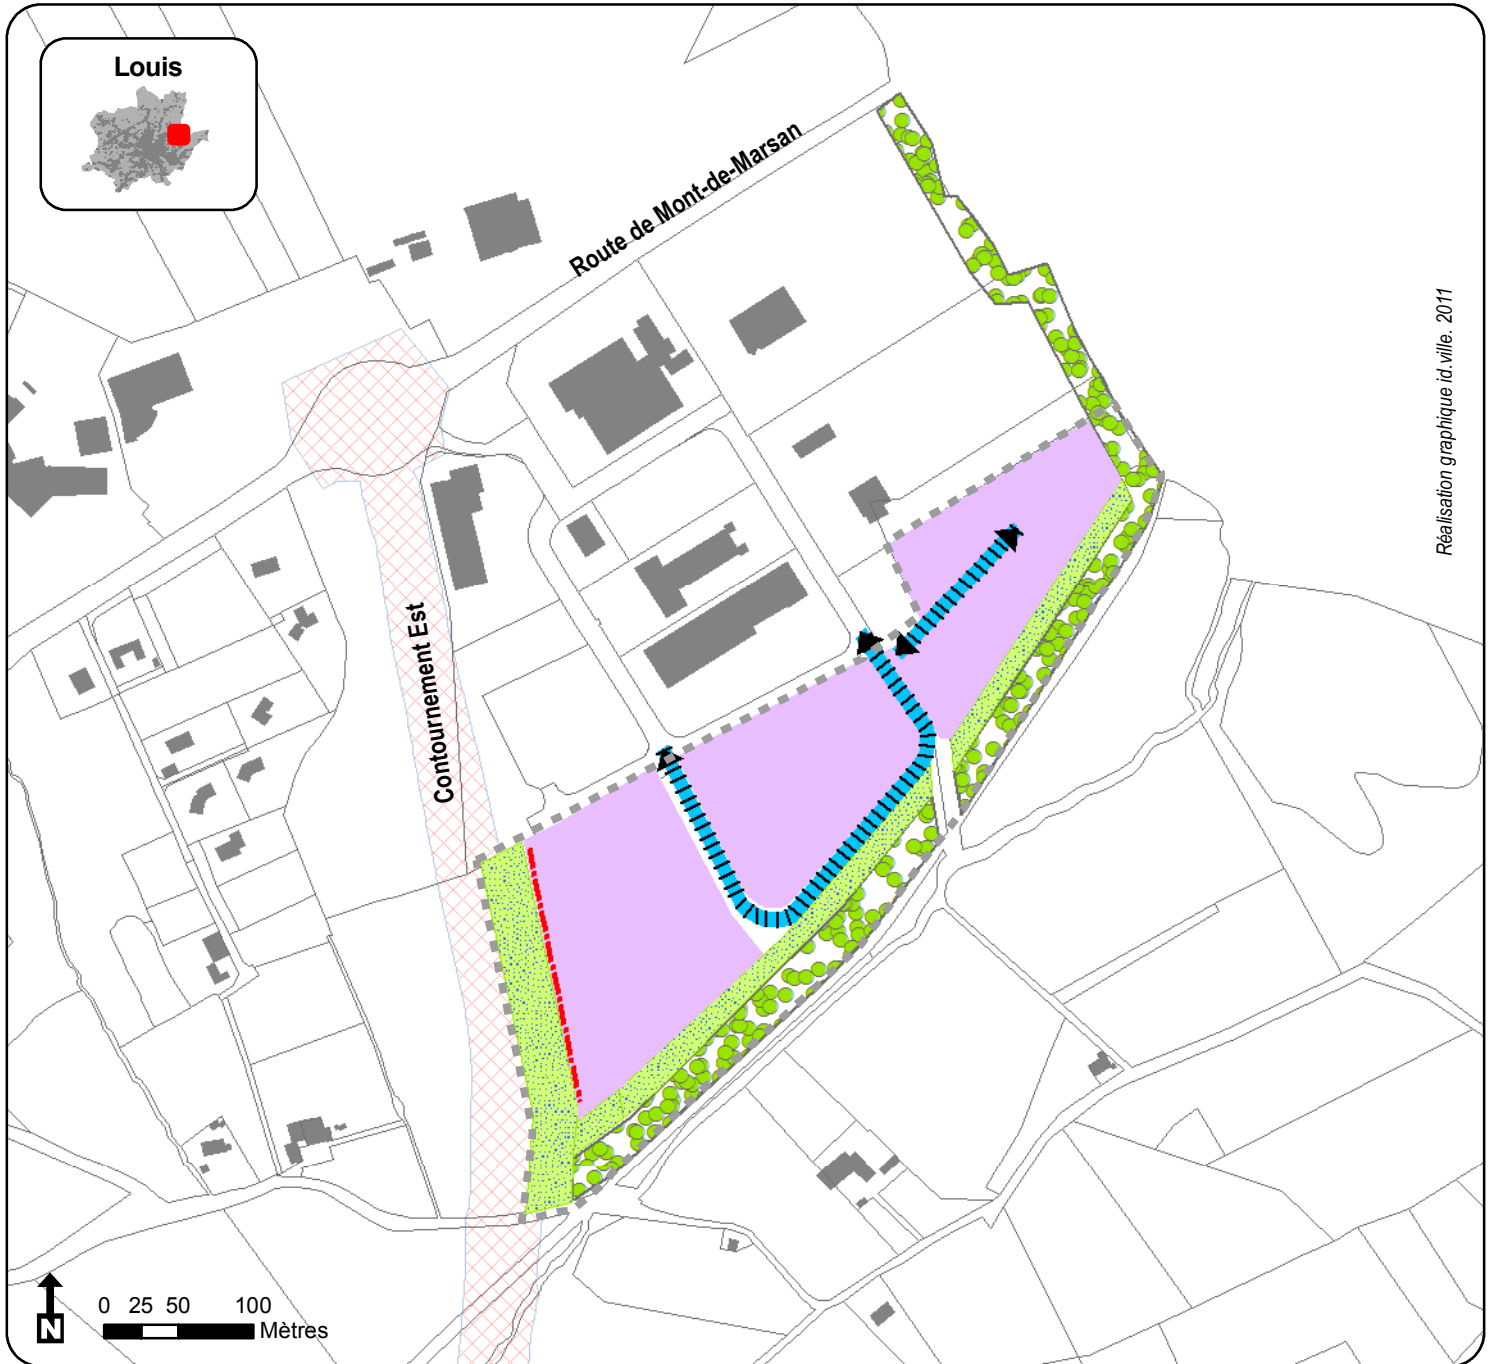 Louis
Route de Mont-de-Marsan
Réalisation graphique id.ville. 2011
Contournement Est
N
0 25 50 100
Mètres